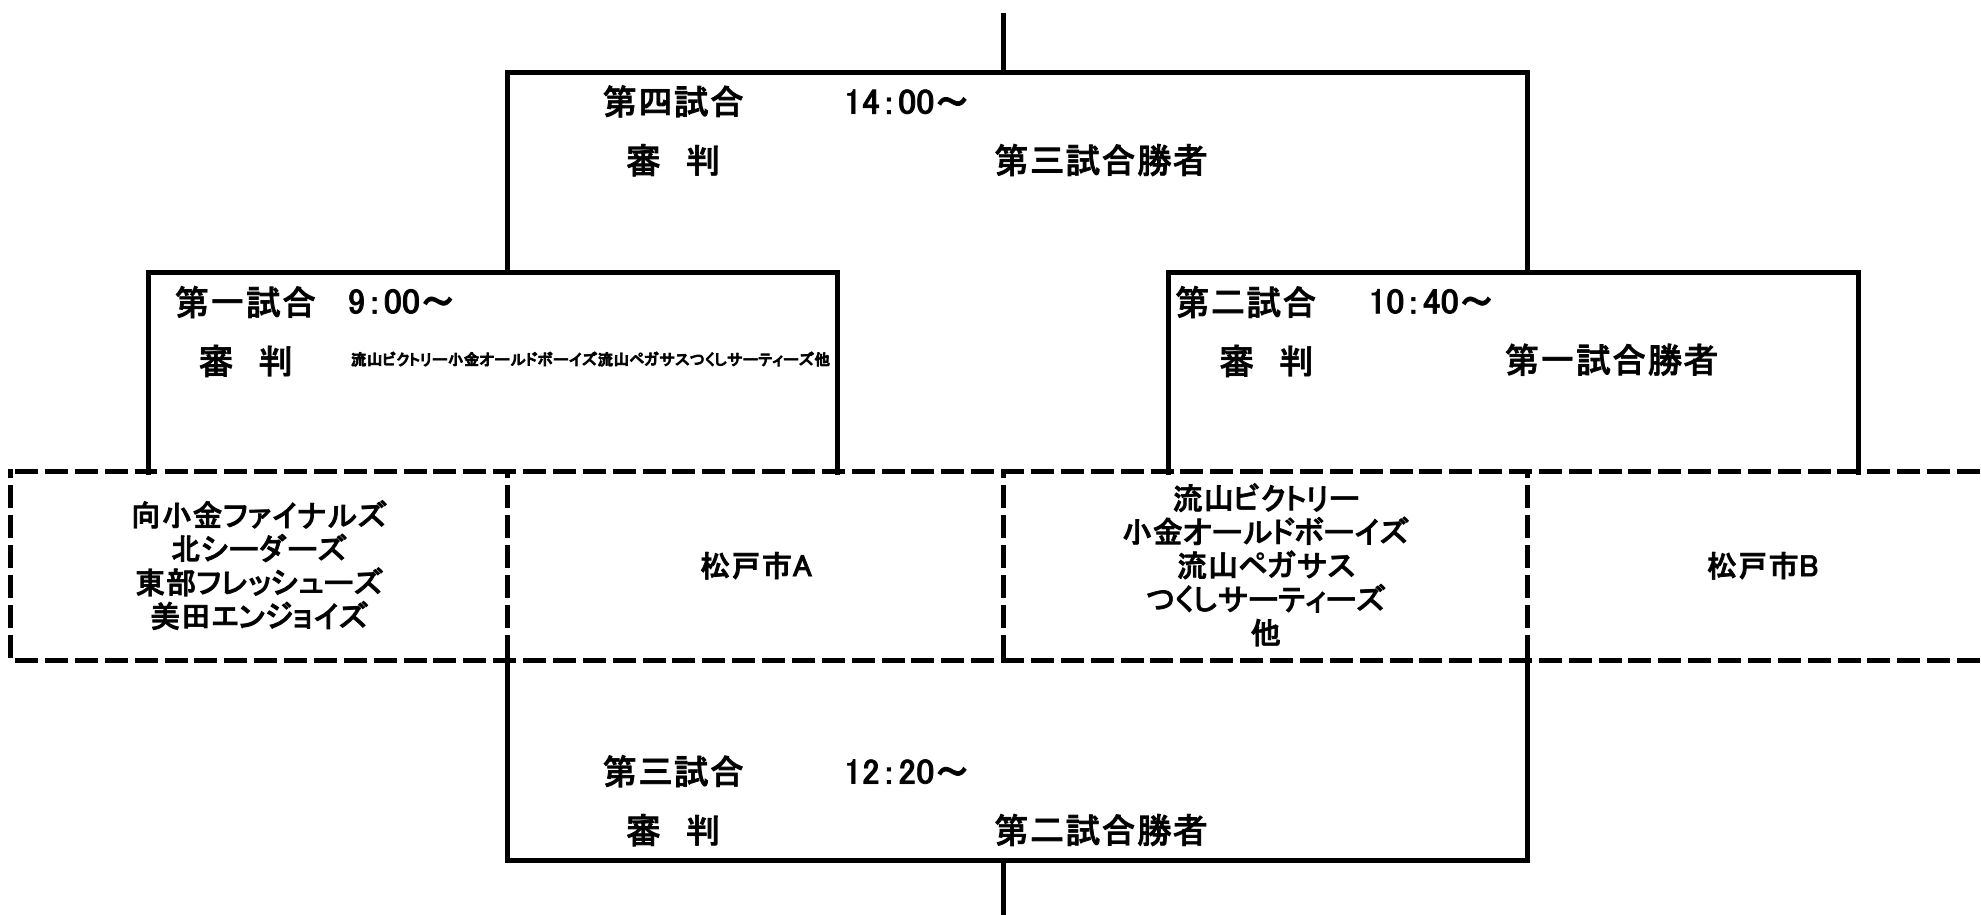 第四試合 14:00～
審 判 第三試合勝者
第一試合 9:00～
審 判 流山ビクトリー小金オールドボーイズ流山ペガサスつくしサーティーズ他
第二試合 10:40～
審 判 第一試合勝者
向小金ファイナルズ
北シーダーズ
東部フレッシューズ
美田エンジョイズ
松戸市A
流山ビクトリー
小金オールドボーイズ
流山ペガサス
つくしサーティーズ
他
松戸市B
第三試合 12:20～
審 判 第二試合勝者